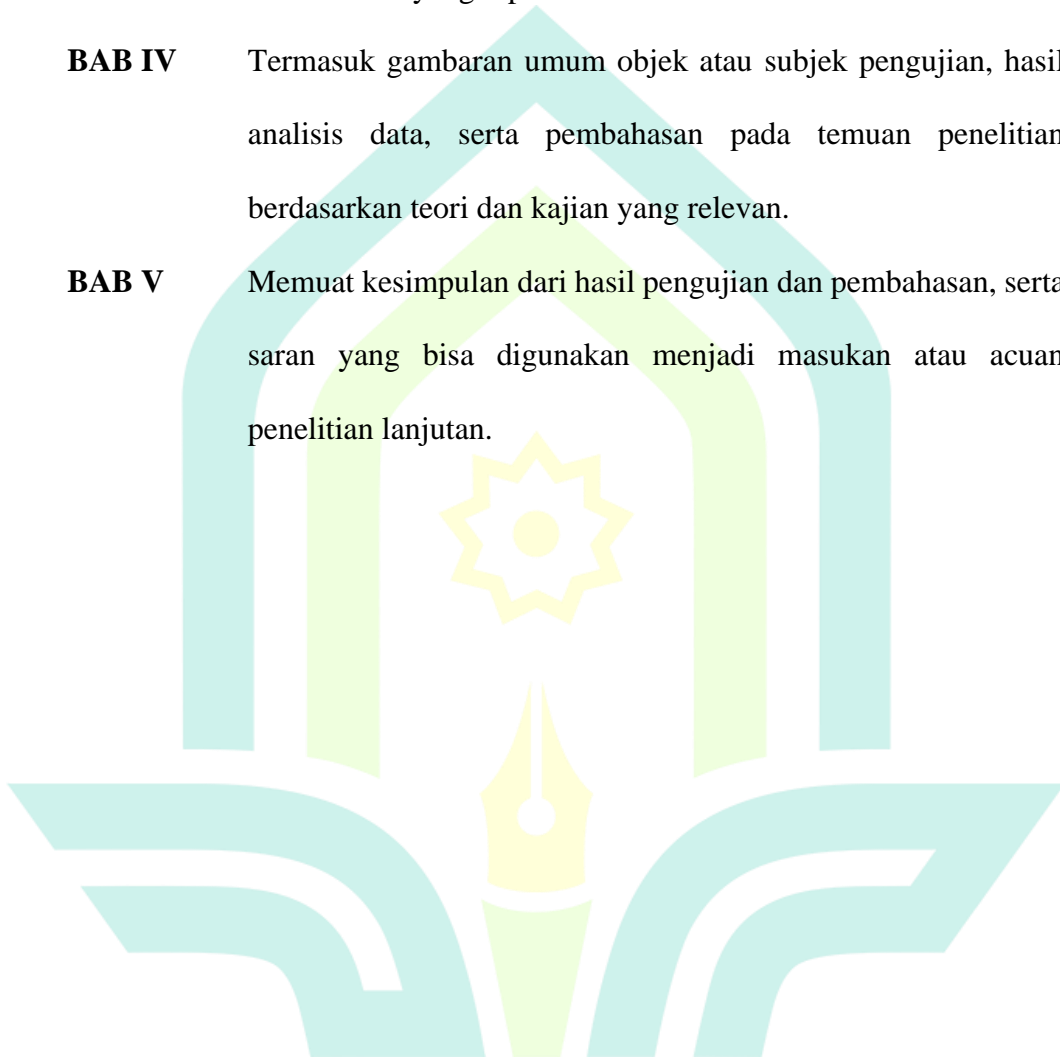 BAB IV Termasuk gambaran umum objek atau subjek pengujian, hasil
analisis data, serta pembahasan pada temuan penelitian
berdasarkan teori dan kajian yang relevan.
BAB V Memuat kesimpulan dari hasil pengujian dan pembahasan, serta
saran yang bisa digunakan menjadi masukan atau acuan
penelitian lanjutan.